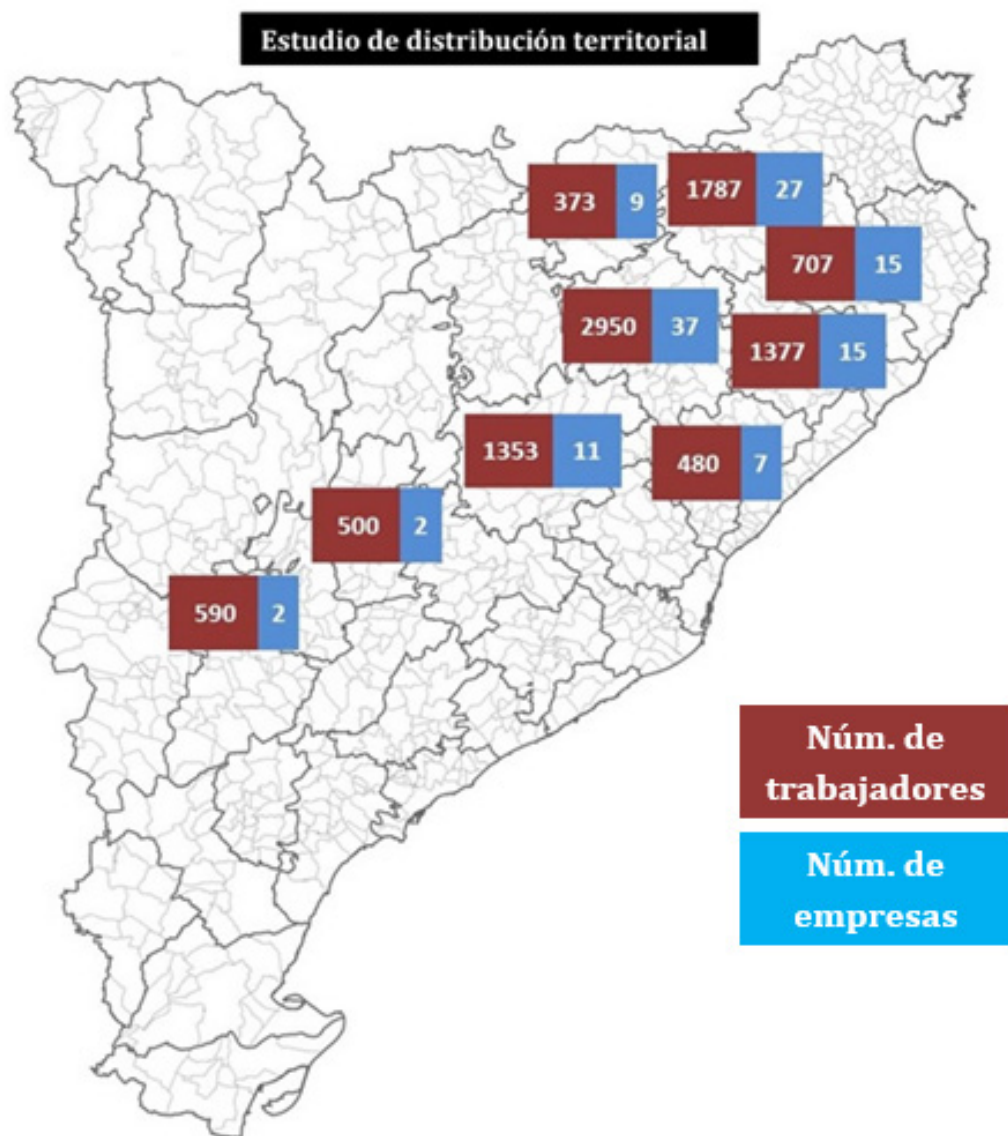 Estudio de distribución territorial
373 9
1787 27
707 15
2950 37
1377 15
1353 11
480 7
500 2
590 2
Núm. de
trabajadores
Núm. de
empresas